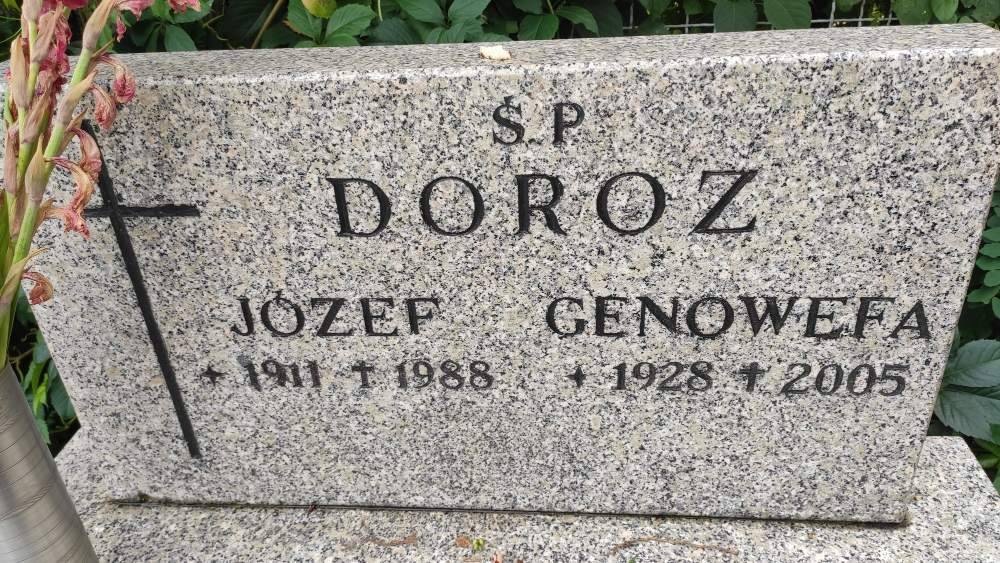 Ś.P
DOROZ
JÓZEF GENOWEFA
✦ 1911 ✝ 1988 ✦ 1928 ✝ 2005